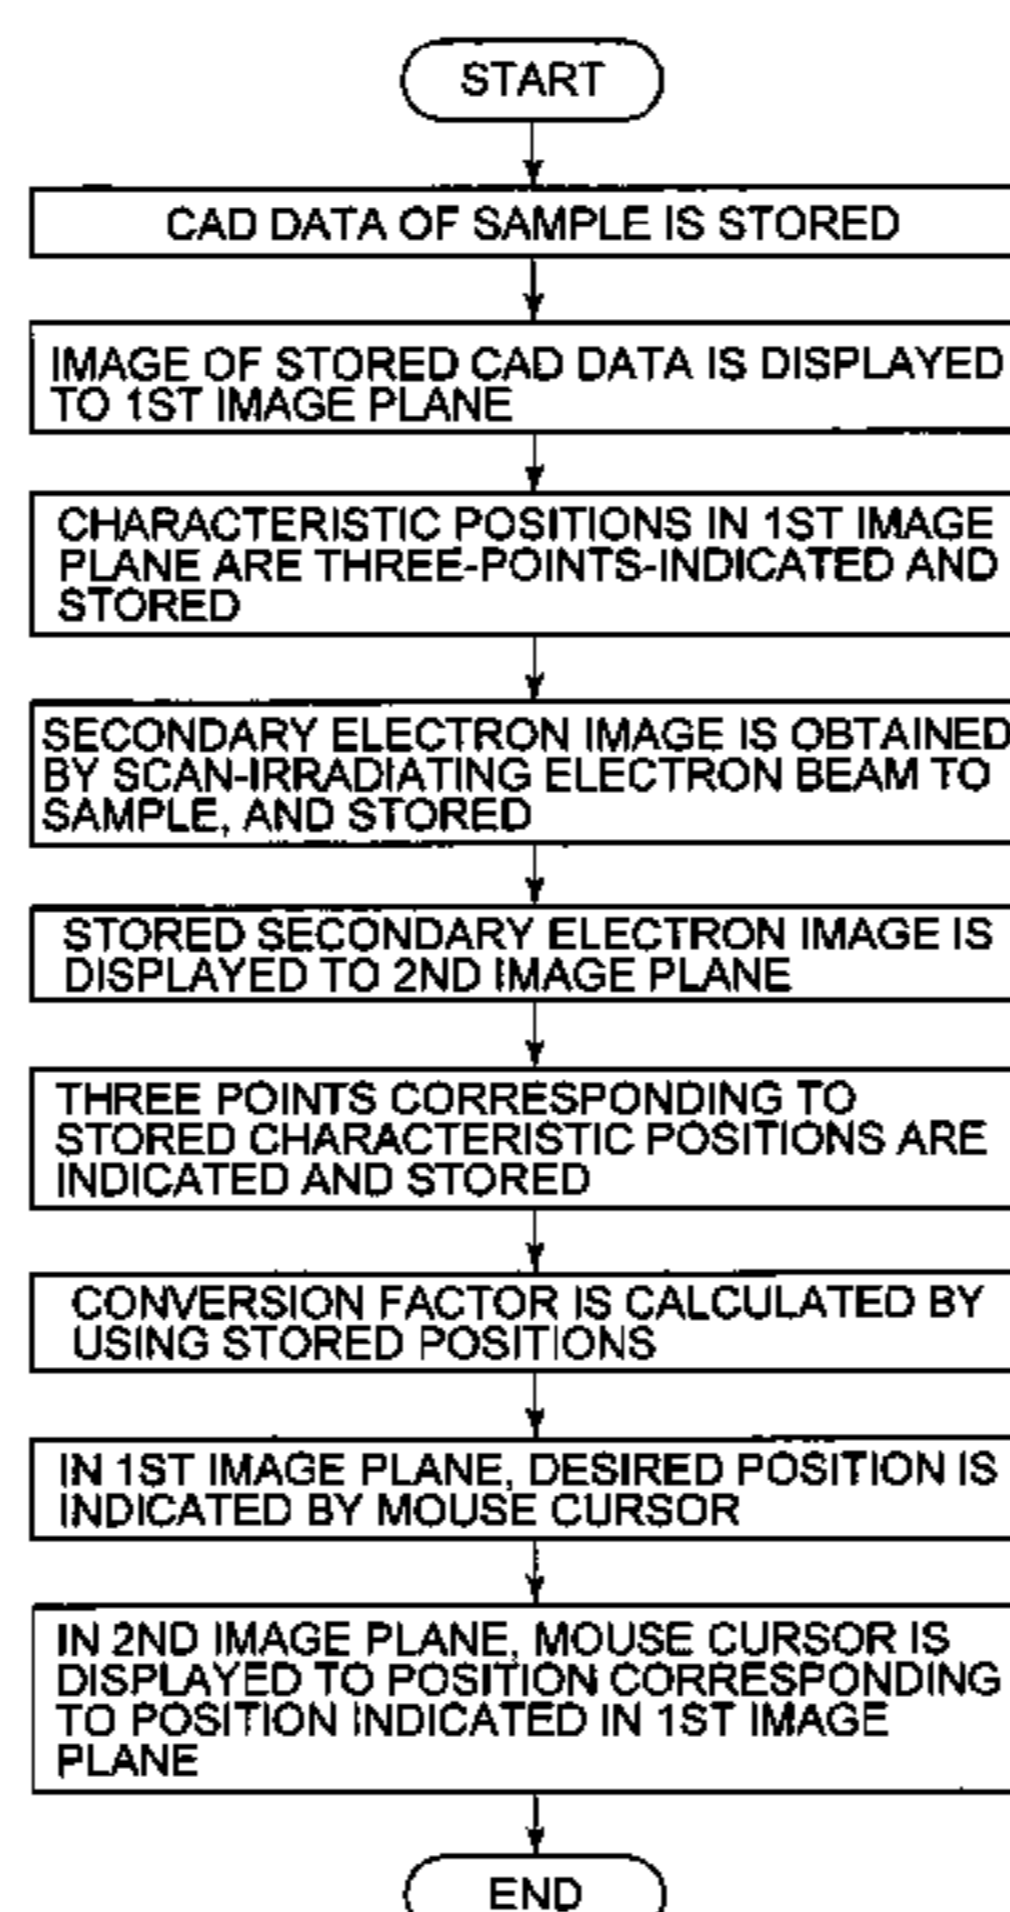 START
CAD DATA OF SAMPLE IS STORED
IMAGE OF STORED CAD DATA IS DISPLAYED
TO 1ST IMAGE PLANE
CHARACTERISTIC POSITIONS IN 1ST IMAGE
PLANE ARE THREE-POINTS-INDICATED AND
STORED
SECONDARY ELECTRON IMAGE IS OBTAINED
BY SCAN-IRRADIATING ELECTRON BEAM TO
SAMPLE, AND STORED
STORED SECONDARY ELECTRON IMAGE IS
DISPLAYED TO 2ND IMAGE PLANE
THREE POINTS CORRESPONDING TO
STORED CHARACTERISTIC POSITIONS ARE
INDICATED AND STORED
CONVERSION FACTOR IS CALCULATED BY
USING STORED POSITIONS
IN 1ST IMAGE PLANE, DESIRED POSITION IS
INDICATED BY MOUSE CURSOR
IN 2ND IMAGE PLANE, MOUSE CURSOR IS
DISPLAYED TO POSITION CORRESPONDING
TO POSITION INDICATED IN 1ST IMAGE
PLANE
END